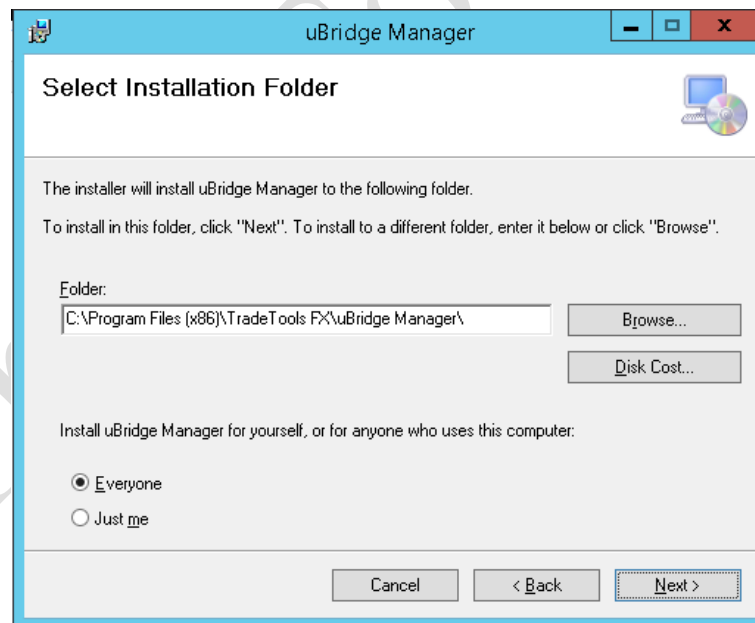 uBridge Manager
Select Installation Folder
The installer will install uBridge Manager to the following folder.
To install in this folder, click "Next". To install to a different folder, enter it below or click "Browse".
Folder:
C:\Program Files (x86)\TradeTools FX\uBridge Manager\
Browse...
Disk Cost...
Install uBridge Manager for yourself, or for anyone who uses this computer:
Everyone
Just me
Cancel
< Back
Next >